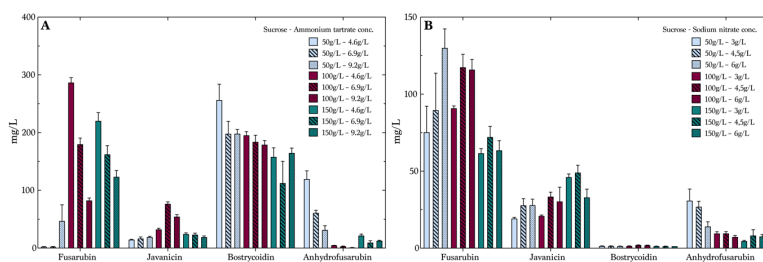 A
Sucrose - Ammonium tartrate conc.
50g/L – 4.6g/L
50g/L – 6.9g/L
50g/L – 9.2g/L
100g/L – 4.6g/L
100g/L – 6.9g/L
100g/L – 9.2g/L
150g/L – 4.6g/L
150g/L – 6.9g/L
150g/L – 9.2g/L
mg/L
400
300
200
100
0
Fusarubin Javanicin Bostrycoidin Anhydrofusarubin
B
Sucrose - Sodium nitrate conc.
50g/L – 3g/L
50g/L – 4,5g/L
50g/L – 6g/L
100g/L – 3g/L
100g/L – 4,5g/L
100g/L – 6g/L
150g/L – 3g/L
150g/L – 4,5g/L
150g/L – 6g/L
mg/L
150
100
50
0
Fusarubin Javanicin Bostrycoidin Anhydrofusarubin